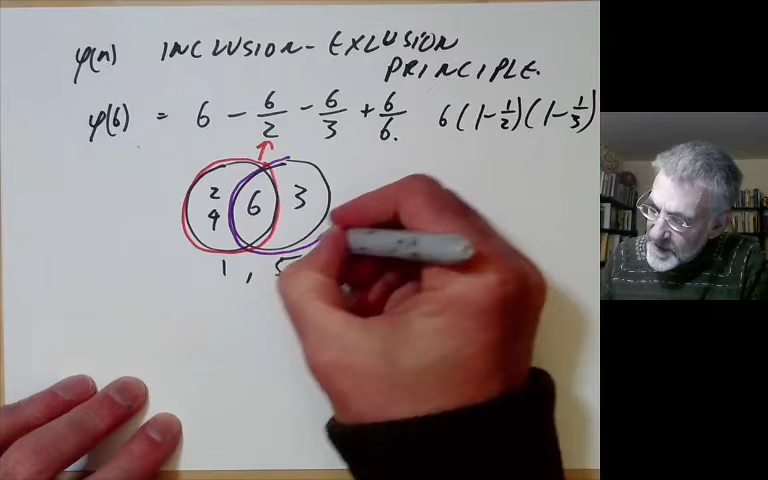 φ(n) INCLUSION-EXLUSION
PRINCIPLE.
φ(6) = 6 - 6/2 - 6/3 + 6/6. 6(1-1/2)(1-1/3)
2 6 3
4
1, 5